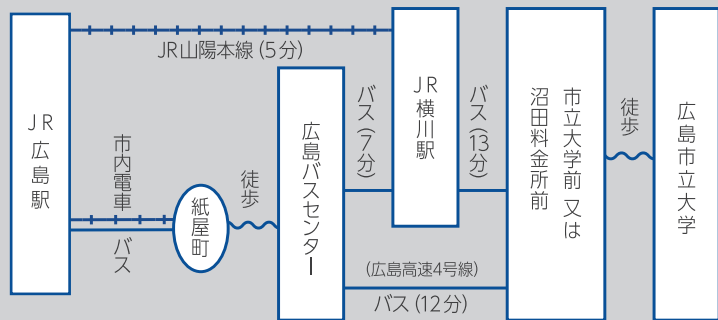 JR広島駅
JR山陽本線(5分)
市内電車
バス
紙屋町
徒歩
広島バスセンター
バス(7分)
JR横川駅
バス(13分)
(広島高速4号線)
バス(12分)
市立大学前 又は
沼田料金所前
徒歩
広島市立大学